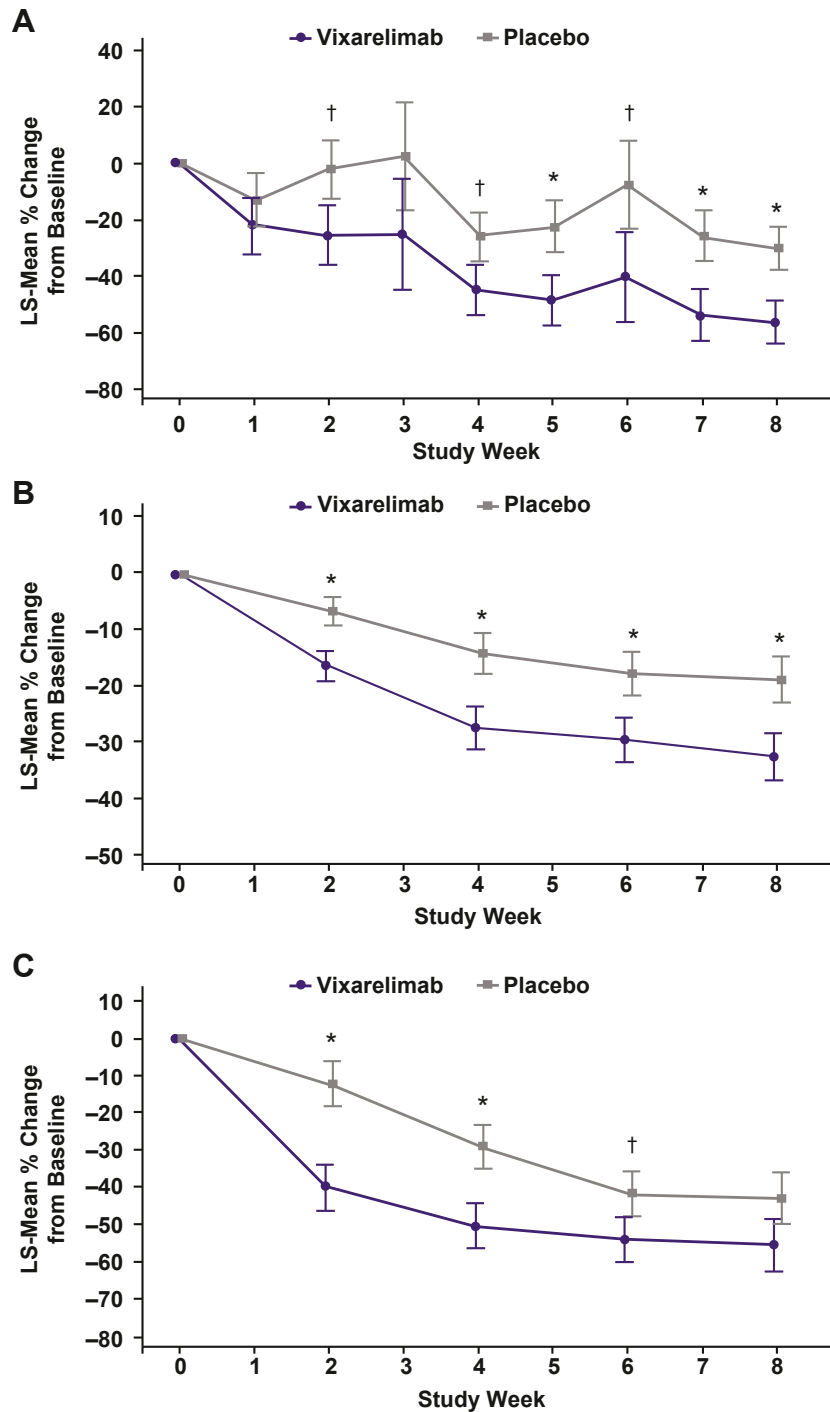 A
Vixarelimab Placebo
40
20
0
–20
–40
–60
–80
LS-Mean % Change
from Baseline
† † * † * *
0 1 2 3 4 5 6 7 8
Study Week
B
Vixarelimab Placebo
10
0
–10
–20
–30
–40
–50
LS-Mean % Change
from Baseline
* * * *
0 1 2 3 4 5 6 7 8
Study Week
C
Vixarelimab Placebo
10
0
–10
–20
–30
–40
–50
–60
–70
–80
LS-Mean % Change
from Baseline
* * †
0 1 2 3 4 5 6 7 8
Study Week